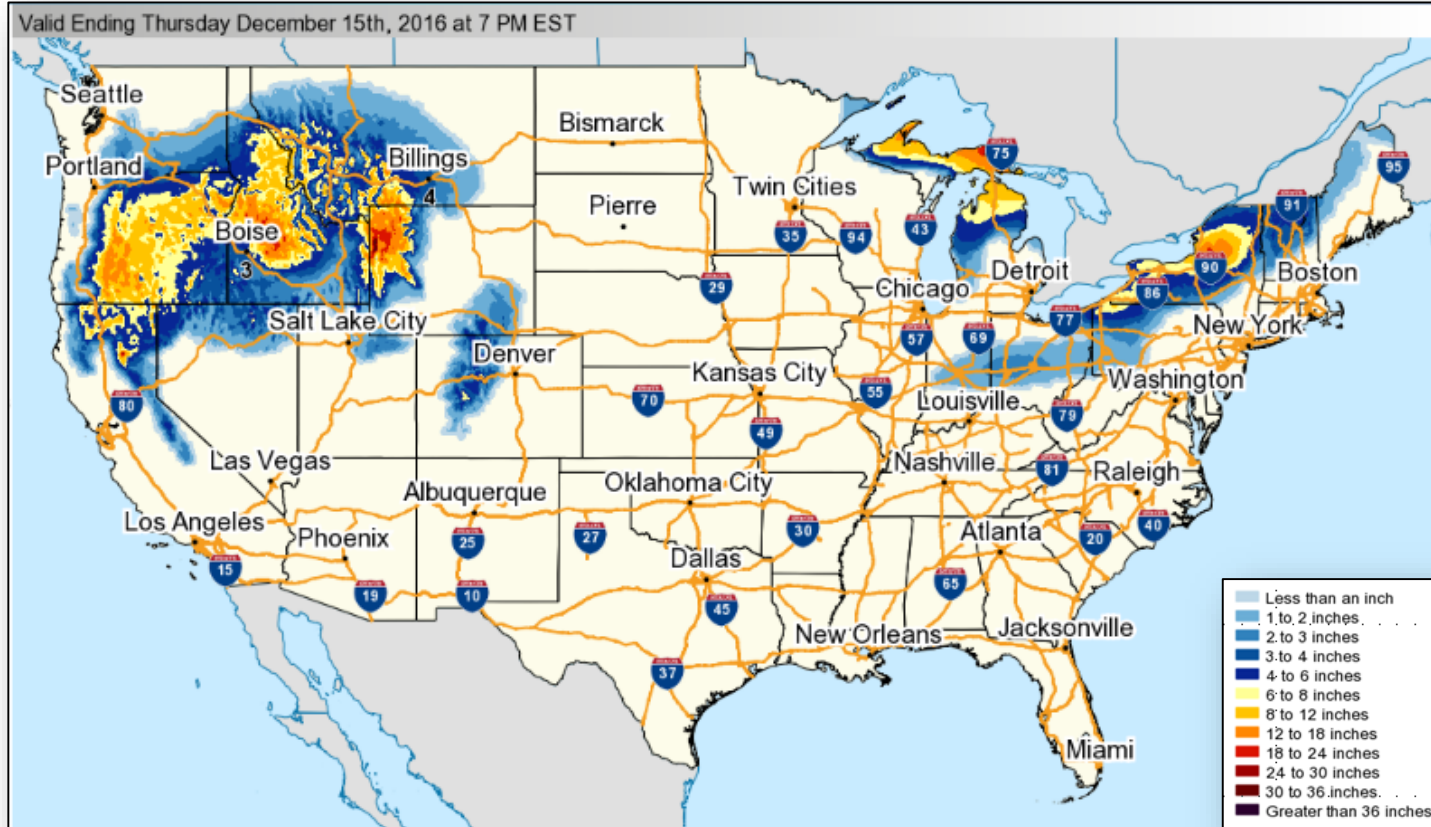 Valid Ending Thursday December 15th, 2016 at 7 PM EST
Seattle
Bismarck
75
Portland
Billings
95
4
Twin Cities
91
Pierre
Boise
35
94
43
3
90
Boston
Detroit
29
Chicago
86
Salt Lake City
77
New York
57
69
Denver
Kansas City
Washington
80
70
55
Louisville
79
49
Las Vegas
Nashville
81
Raleigh
Albuquerque
Oklahoma City
Los Angeles
40
Phoenix
25
27
30
Atlanta
20
Dallas
15
19
10
45
65
New Orleans
Jacksonville
37
Miami
Less than an inch
1 to 2 inches
2 to 3 inches
3 to 4 inches
4 to 6 inches
6 to 8 inches
8 to 12 inches
12 to 18 inches
18 to 24 inches
24 to 30 inches
30 to 36 inches
Greater than 36 inches